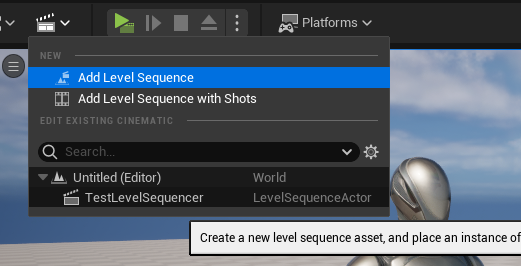 Platforms
NEW
Add Level Sequence
Add Level Sequence with Shots
EDIT EXISTING CINEMATIC
Search...
Untitled (Editor) World
TestLevelSequencer LevelSequenceActor
Create a new level sequence asset, and place an instance of